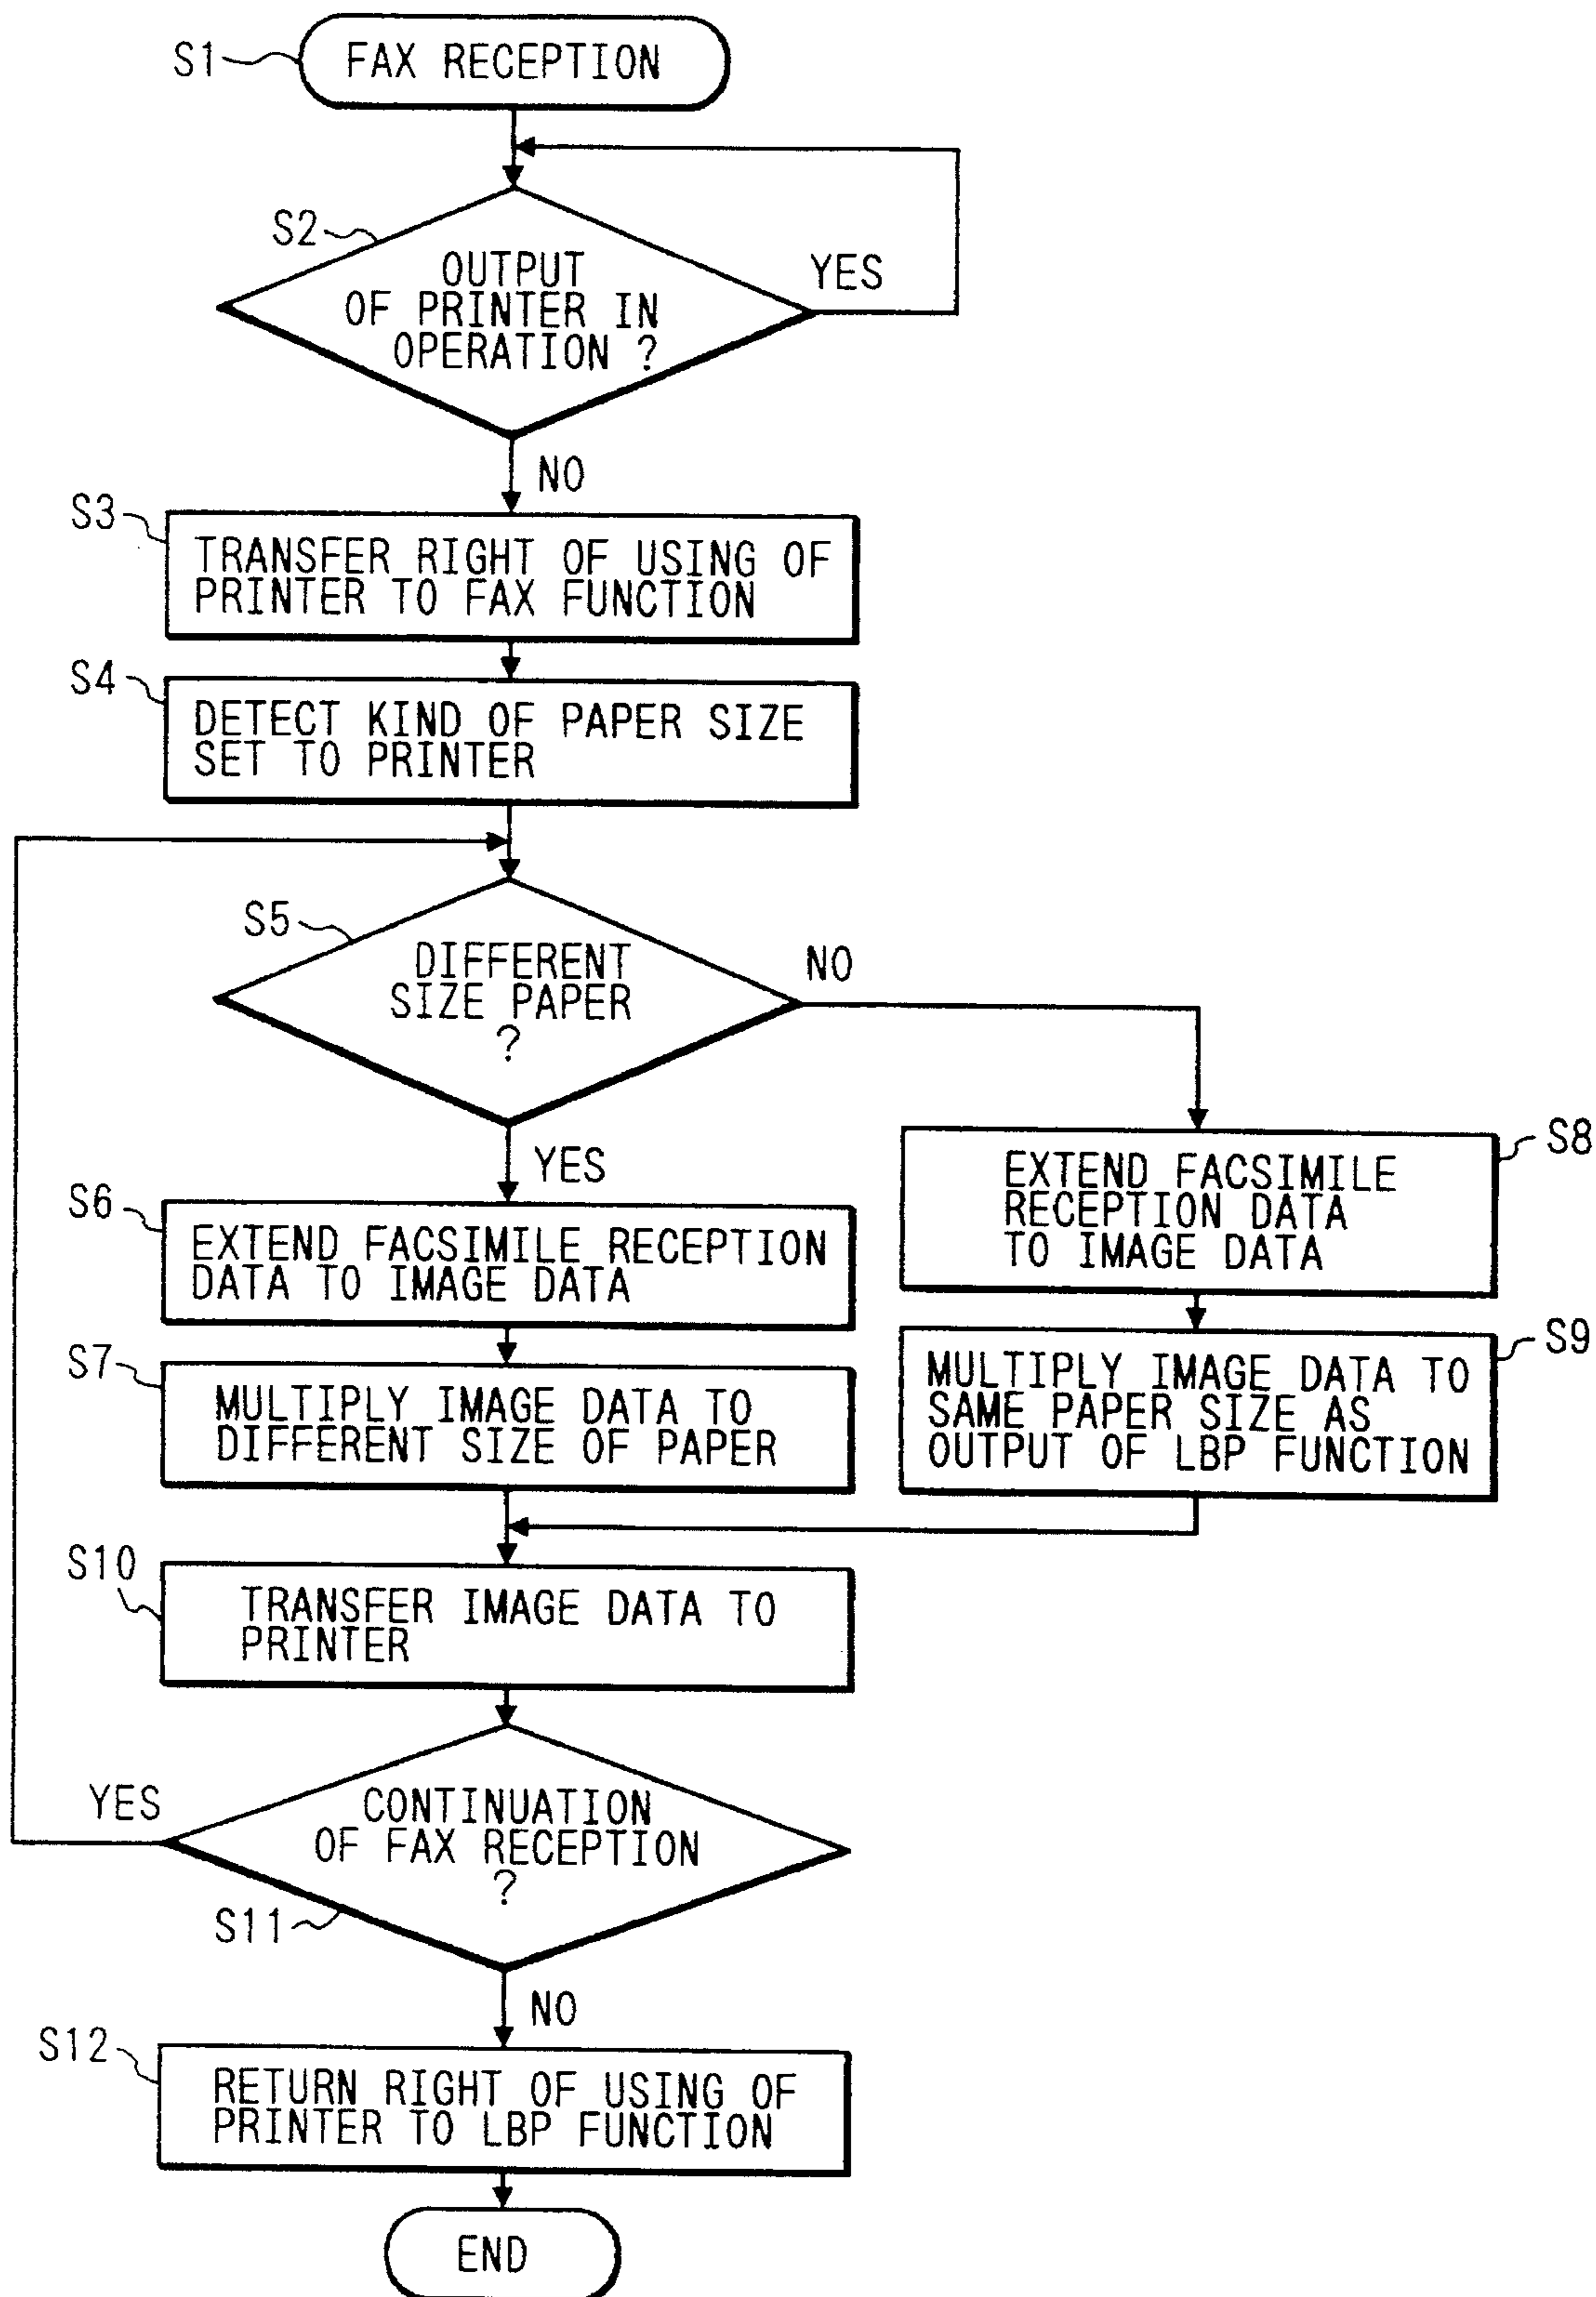 S1
FAX RECEPTION
S2
OUTPUT
OF PRINTER IN
OPERATION ?
YES
NO
S3
TRANSFER RIGHT OF USING OF
PRINTER TO FAX FUNCTION
S4
DETECT KIND OF PAPER SIZE
SET TO PRINTER
S5
DIFFERENT
SIZE PAPER
?
NO
YES
S6
EXTEND FACSIMILE RECEPTION
DATA TO IMAGE DATA
S7
MULTIPLY IMAGE DATA TO
DIFFERENT SIZE OF PAPER
S8
EXTEND FACSIMILE
RECEPTION DATA
TO IMAGE DATA
S9
MULTIPLY IMAGE DATA TO
SAME PAPER SIZE AS
OUTPUT OF LBP FUNCTION
S10
TRANSFER IMAGE DATA TO
PRINTER
YES
CONTINUATION
OF FAX RECEPTION
?
S11
NO
S12
RETURN RIGHT OF USING OF
PRINTER TO LBP FUNCTION
END